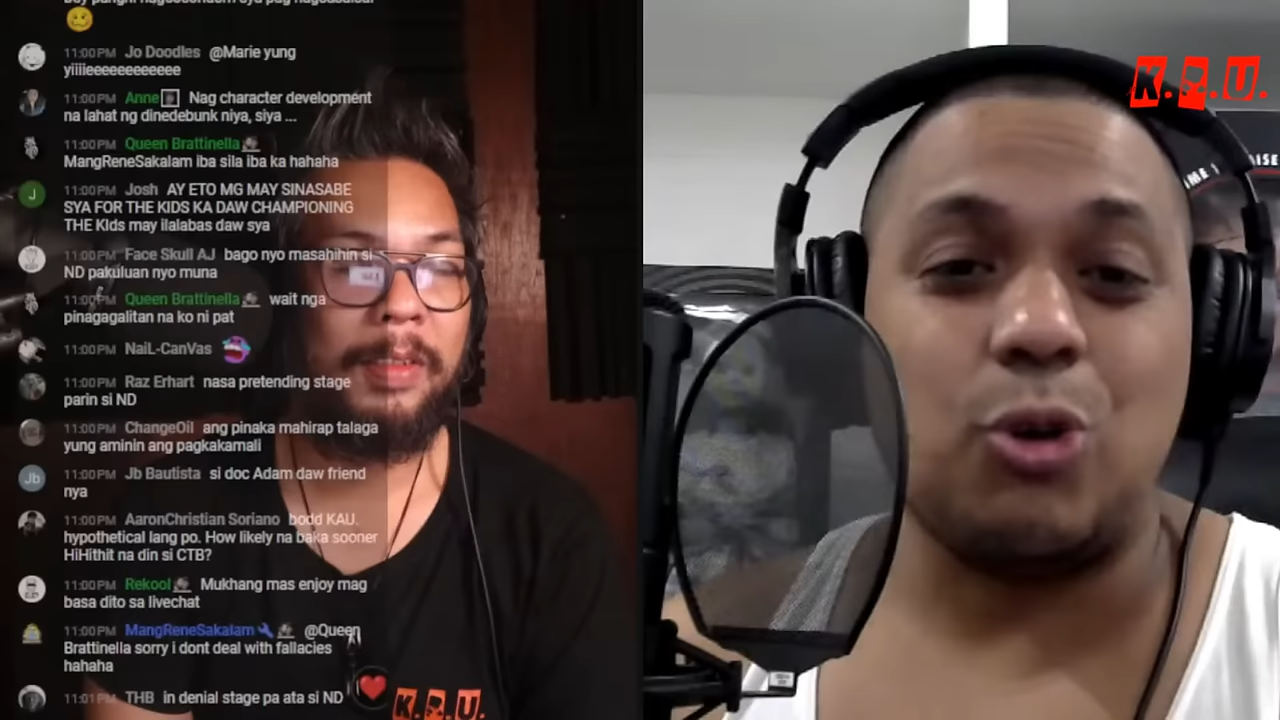 11:00PM Jo Doodles @Marie yung
yiiieeeeeeeeeeee
11:00PM Anne Nag character development
na lahat ng dinedebunk niya, siya ...
11:00PM Queen Brattinella
MangReneSakalam iba sila iba ka hahaha
J
11:00PM Josh AY ETO MG MAY SINASABE
SYA FOR THE KIDS KA DAW CHAMPIONING
THE KIds may ilalabas daw sya
11:00PM Face Skull AJ bago nyo masahihin si
ND pakuluan nyo muna
11:00PM Queen Brattinella wait nga
pinagagalitan na ko ni pat
11:00PM NaiL-CanVas
11:00PM Raz Erhart nasa pretending stage
parin si ND
11:00PM ChangeOil ang pinaka mahirap talaga
yung aminin ang pagkakamali
Jb
11:00PM Jb Bautista si doc Adam daw friend
nya
11:00PM AaronChristian Soriano bodd KAU.
hypothetical lang po. How likely na baka sooner
HiHithit na din si CTB?
11:00PM Rekool Mukhang mas enjoy mag
basa dito sa livechat
11:00PM MangReneSakalam @Queen
Brattinella sorry i dont deal with fallacies
hahaha
11:01PM THB in denial stage pa ata si ND
K.P.U.
K.P.U.